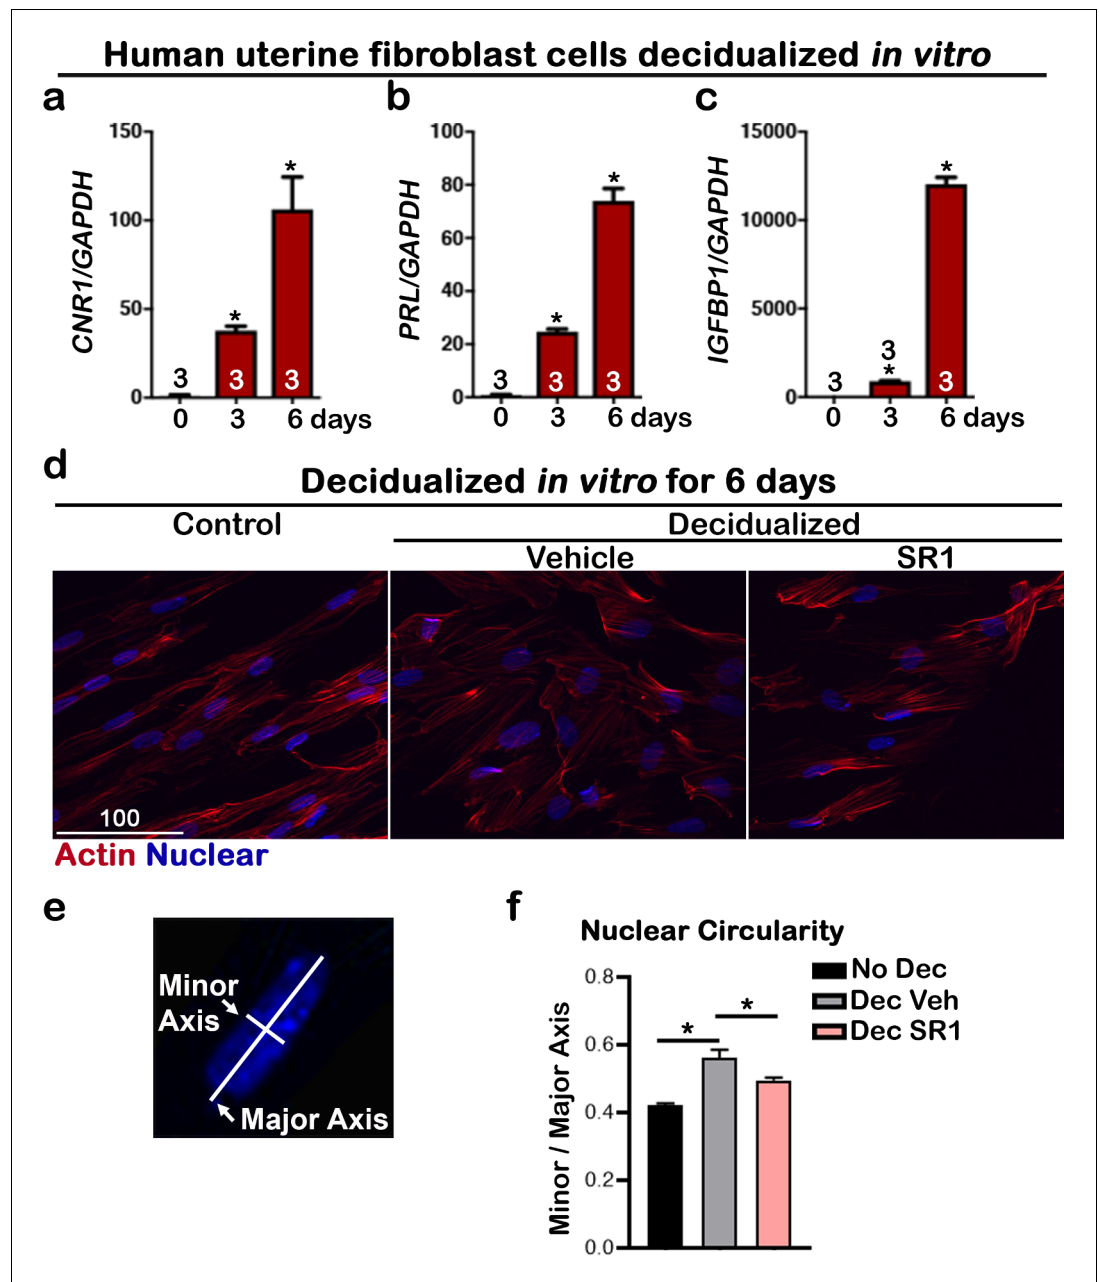 Human uterine fibroblast cells decidualized in vitro
a
b
c
150
100
50
0
CNR1/GAPDH
*
*
3
3
3
0
3
6 days
100
80
60
40
20
0
PRL/GAPDH
*
*
3
3
3
0
3
6 days
15000
10000
5000
0
IGFBP1/GAPDH
*
3
*
3
3
0
3
6 days
d
Decidualized in vitro for 6 days
Control
Decidualized
Vehicle
SR1
100
Actin Nuclear
e
Minor
Axis
Major Axis
f
Nuclear Circularity
0.8
0.6
0.4
0.2
0.0
Minor / Major Axis
*
*
No Dec
Dec Veh
Dec SR1